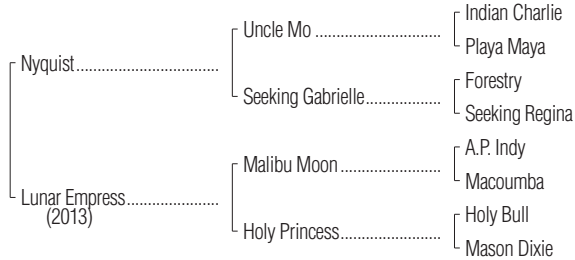 Indian Charlie
Uncle Mo ..............................
Playa Maya
Nyquist..................................
Forestry
Seeking Gabrielle..................
Seeking Regina
A.P. Indy
Malibu Moon ........................
Macoumba
Lunar Empress......................
(2013)
Holy Bull
Holy Princess........................
Mason Dixie